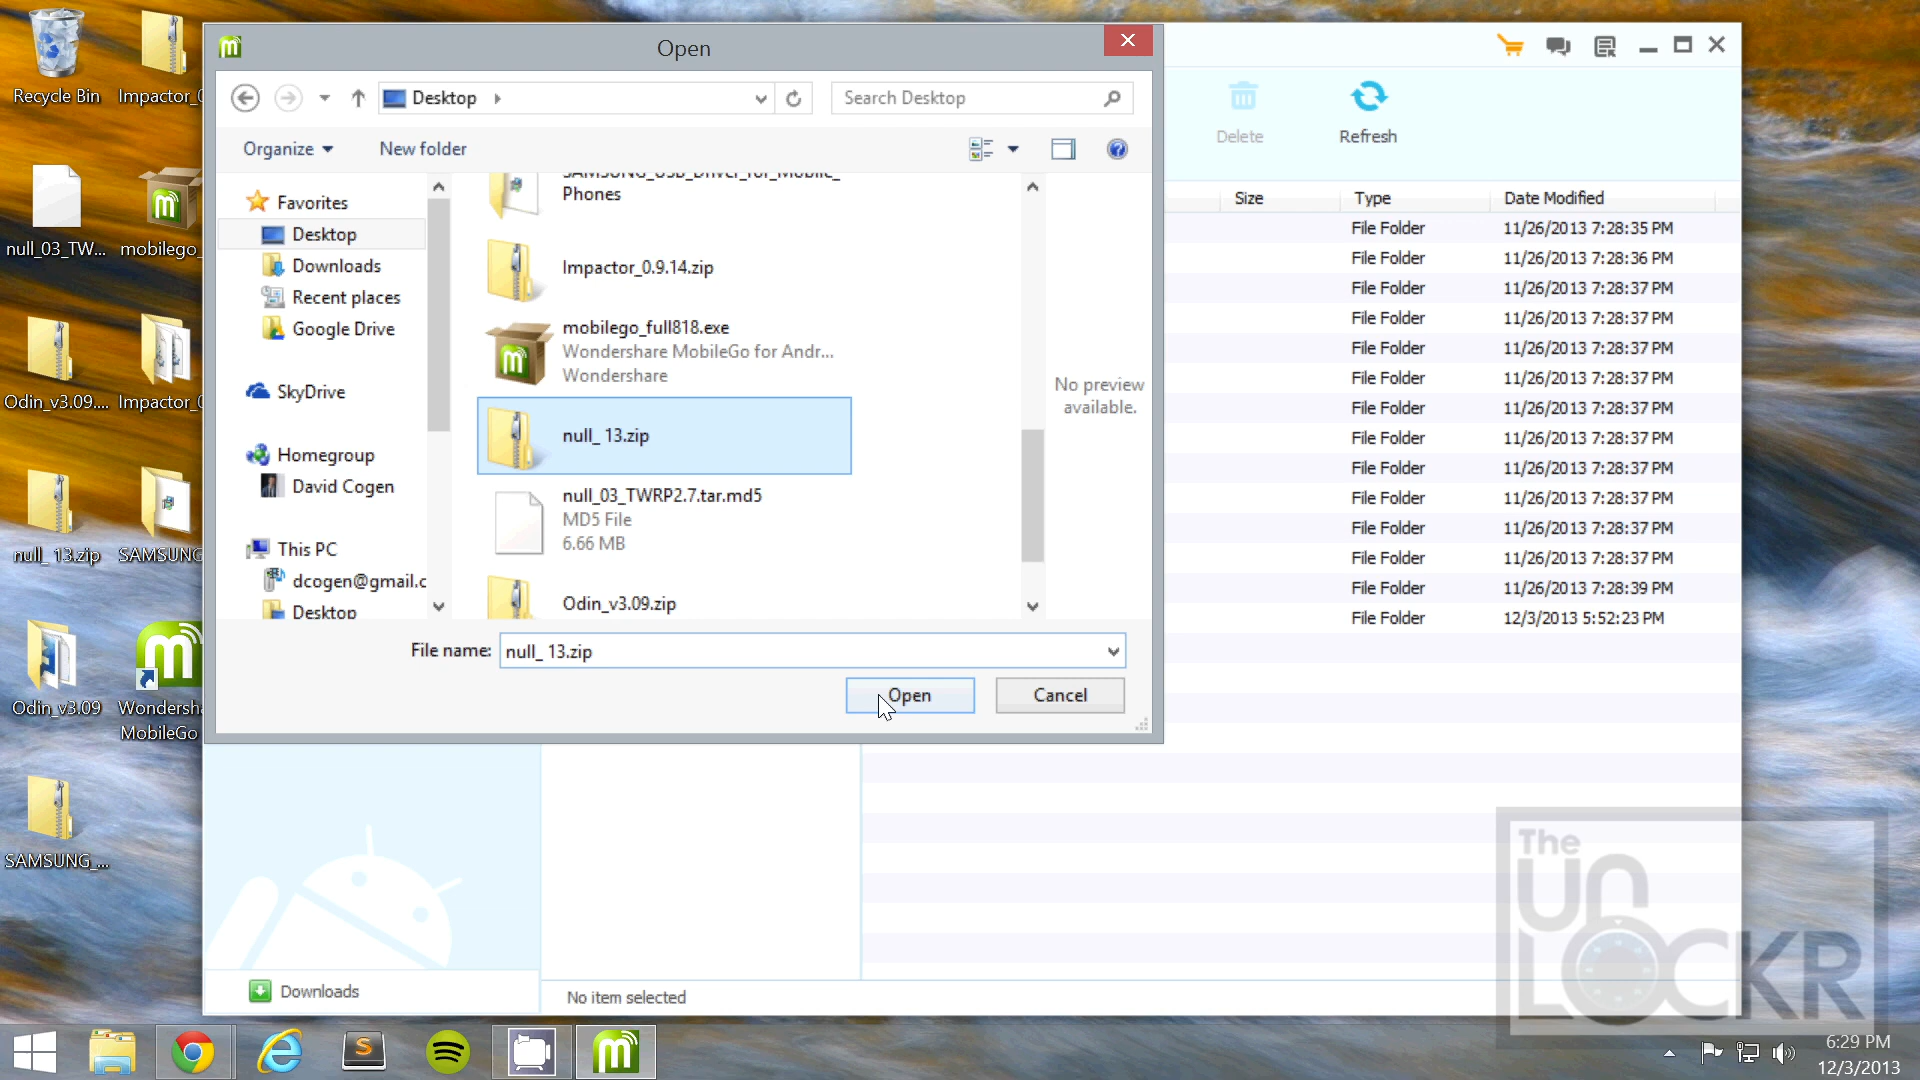 Recycle Bin
Impactor_0
null_03_TW...
mobilego_
Odin_v3.09....
Impactor_0
null_ 13.zip
SAMSUNG
Odin_v3.09
Wondersha
MobileGo
SAMSUNG_...
Open
Desktop
Search Desktop
Organize
New folder
Favorites
Desktop
Downloads
Recent places
Google Drive
SkyDrive
Homegroup
David Cogen
This PC
dcogen@gmail.c
Desktop
SAMSUNG_USB_Driver_for_Mobile_
Phones
Impactor_0.9.14.zip
mobilego_full818.exe
Wondershare MobileGo for Andr...
Wondershare
null_ 13.zip
null_03_TWRP2.7.tar.md5
MD5 File
6.66 MB
Odin_v3.09.zip
No preview
available.
File name: null_ 13.zip
Open
Cancel
Delete
Refresh
Size Type Date Modified
File Folder 11/26/2013 7:28:35 PM
File Folder 11/26/2013 7:28:36 PM
File Folder 11/26/2013 7:28:37 PM
File Folder 11/26/2013 7:28:37 PM
File Folder 11/26/2013 7:28:37 PM
File Folder 11/26/2013 7:28:37 PM
File Folder 11/26/2013 7:28:37 PM
File Folder 11/26/2013 7:28:37 PM
File Folder 11/26/2013 7:28:37 PM
File Folder 11/26/2013 7:28:37 PM
File Folder 11/26/2013 7:28:37 PM
File Folder 11/26/2013 7:28:37 PM
File Folder 11/26/2013 7:28:39 PM
File Folder 12/3/2013 5:52:23 PM
Downloads
No item selected
The
UN
LOCKR
6:29 PM
12/3/2013